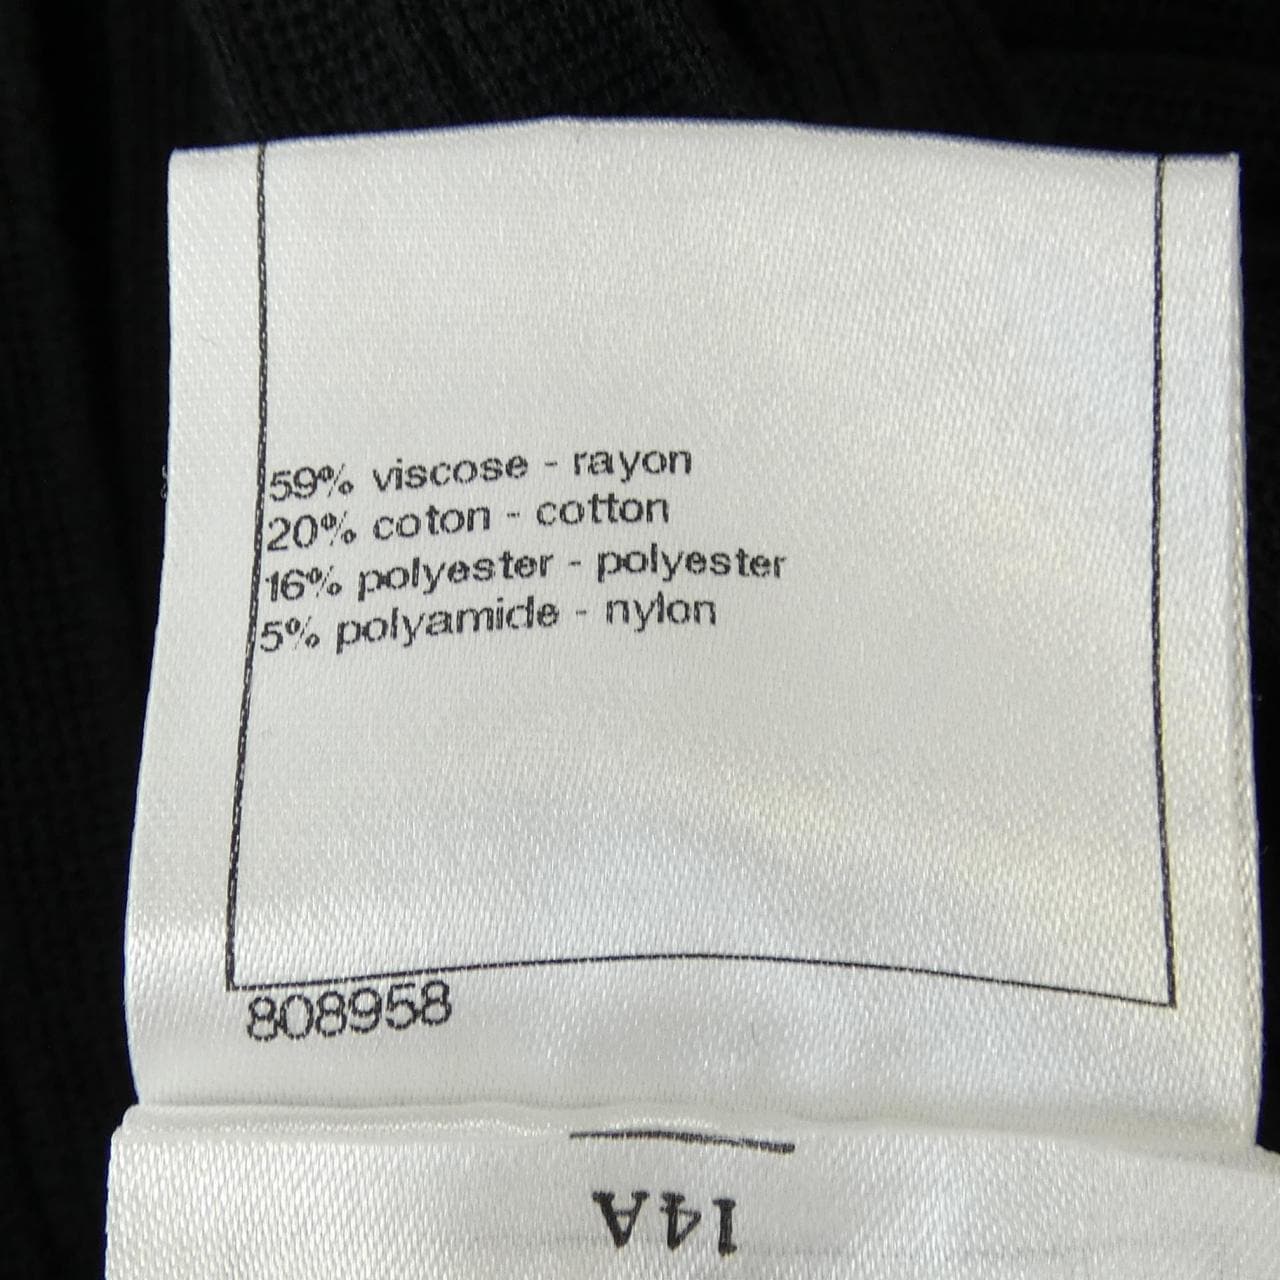 59% viscose - rayon
20% coton - cotton
16% polyester - polyester
5% polyamide - nylon
808958
14A